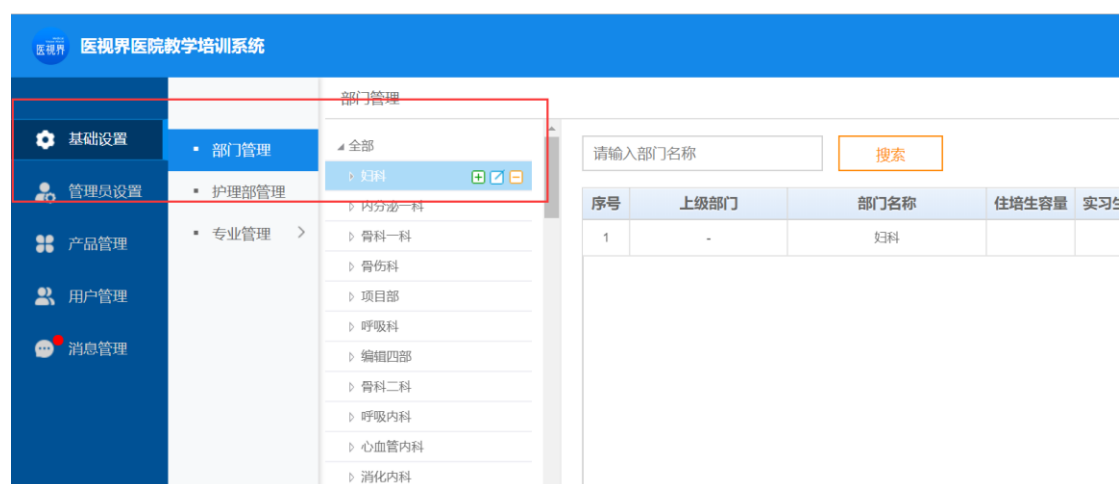 医视界 医视界医院教学培训系统
部门管理
基础设置
管理员设置
产品管理
用户管理
消息管理
部门管理
护理部管理
专业管理
全部
妇科
内分泌一科
骨科一科
骨伤科
项目部
呼吸科
编辑四部
骨科二科
呼吸内科
心血管内科
消化内科
请输入部门名称 搜索
序号 上级部门 部门名称 住培生容量 实习生
1 - 妇科